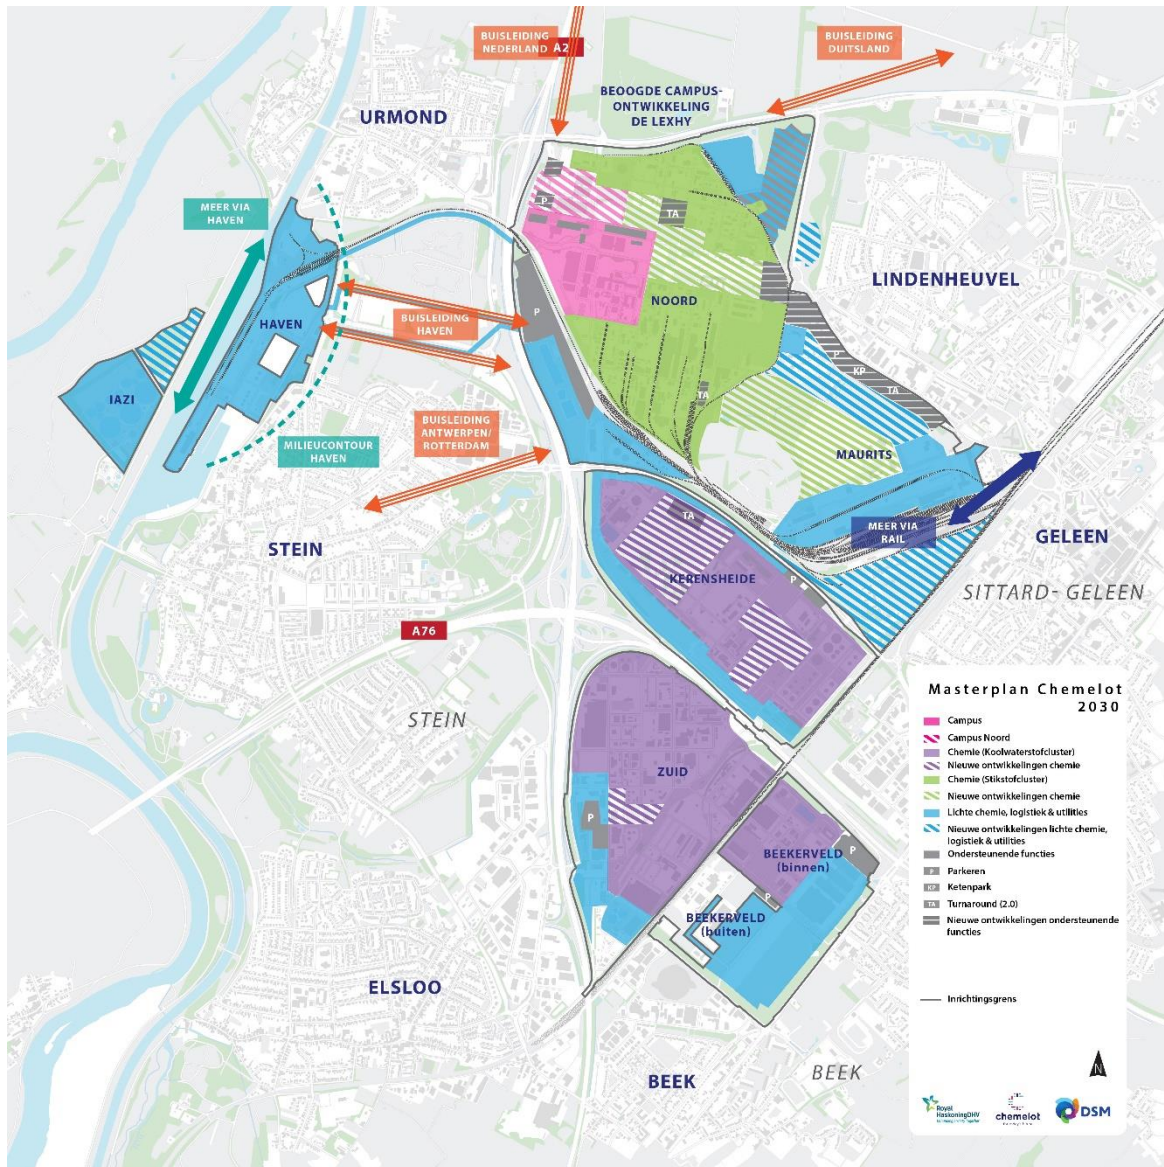 BUISLEIDING
NEDERLAND
A2
BUISLEIDING
DUITSLAND
BEOOGDE CAMPUS-
ONTWIKKELING
DE LEXHY
URMOND
MEER VIA
HAVEN
P
TA
LINDENHEUVEL
NOORD
HAVEN
BUISLEIDING
HAVEN
P
IAZI
P
KP
TA
TA
BUISLEIDING
ANTWERPEN/
ROTTERDAM
MILIEUCONTOUR
HAVEN
MAURITS
TA
MEER VIA
RAIL
GELEEN
STEIN
KERENSHEIDE
P
SITTARD- GELEEN
A76
STEIN
ZUID
P
BEEKERVELD
(binnen)
P
P
BEEKERVELD
(buiten)
ELSLOO
BEEK
BEEK
Masterplan Chemelot
2030
Campus
Campus Noord
Chemie (Koolwaterstofcluster)
Nieuwe ontwikkelingen chemie
Chemie (Stikstofcluster)
Nieuwe ontwikkelingen chemie
Lichte chemie, logistiek & utilities
Nieuwe ontwikkelingen lichte chemie,
logistiek & utilities
Ondersteunende functies
P Parkeren
KP Ketenpark
TA Turnaround (2.0)
Nieuwe ontwikkelingen ondersteunende
functies
Inrichtingsgrens
N
Royal
HaskoningDHV
chemelot
DSM